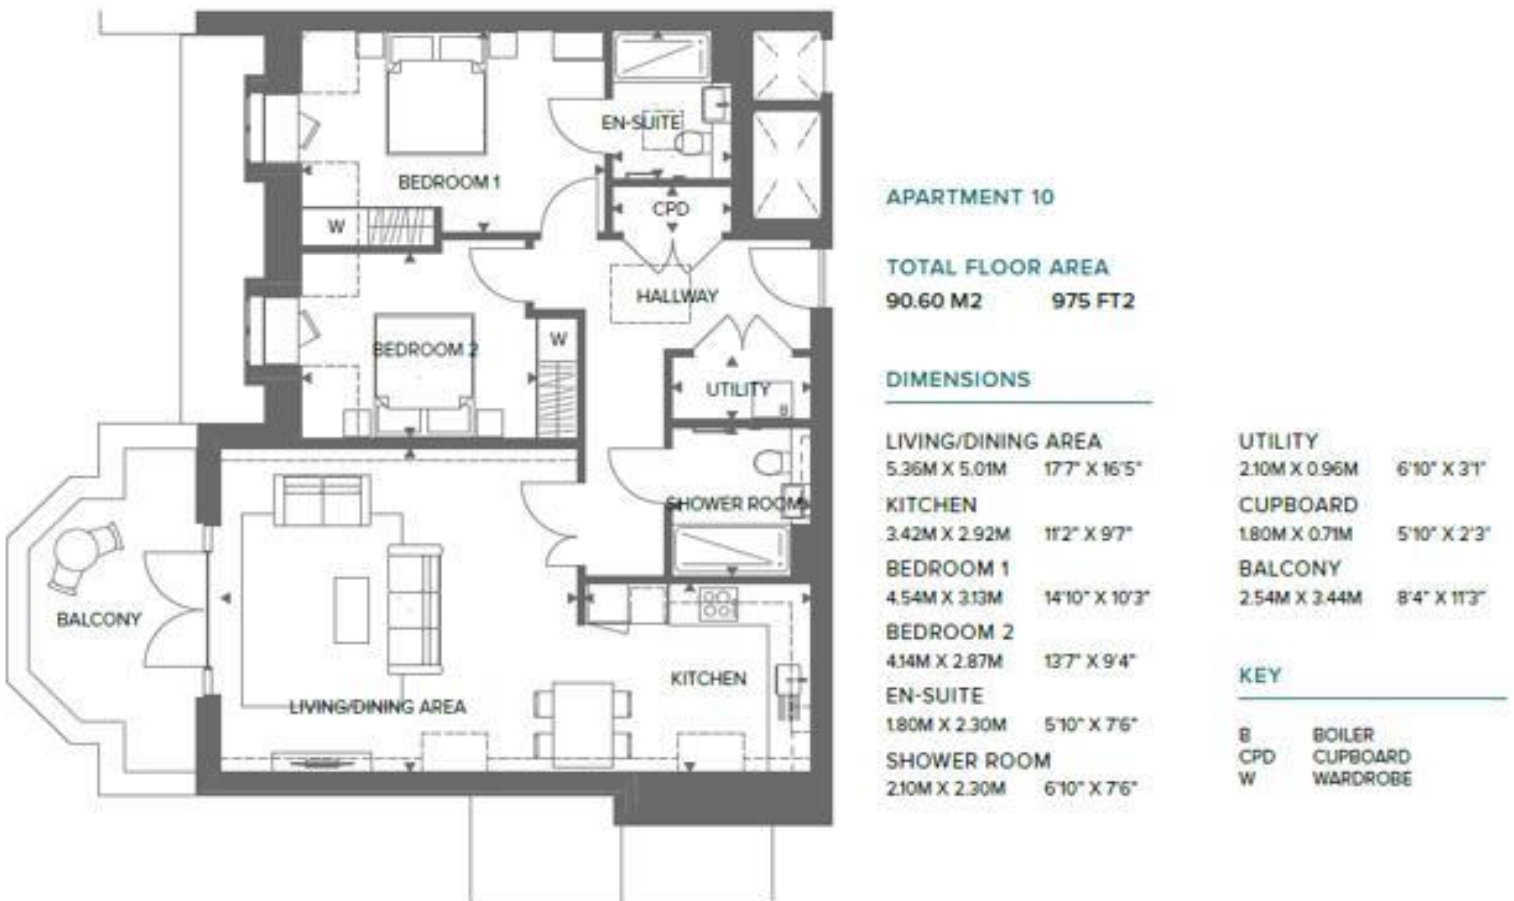 BEDROOM 1
EN-SUITE
W
CPD
HALLWAY
BEDROOM 2
W
UTILITY
B
SHOWER ROOM
BALCONY
KITCHEN
LIVING/DINING AREA
APARTMENT 10
TOTAL FLOOR AREA
90.60 M2 975 FT2
DIMENSIONS
LIVING/DINING AREA
5.36M X 5.01M 17'7" X 16'5"
KITCHEN
3.42M X 2.92M 11'2" X 9'7"
BEDROOM 1
4.54M X 3.13M 14'10" X 10'3"
BEDROOM 2
4.14M X 2.87M 13'7" X 9'4"
EN-SUITE
1.80M X 2.30M 5'10" X 7'6"
SHOWER ROOM
2.10M X 2.30M 6'10" X 7'6"
UTILITY
2.10M X 0.96M 6'10" X 3'1"
CUPBOARD
1.80M X 0.71M 5'10" X 2'3"
BALCONY
2.54M X 3.44M 8'4" X 11'3"
KEY
B BOILER
CPD CUPBOARD
W WARDROBE